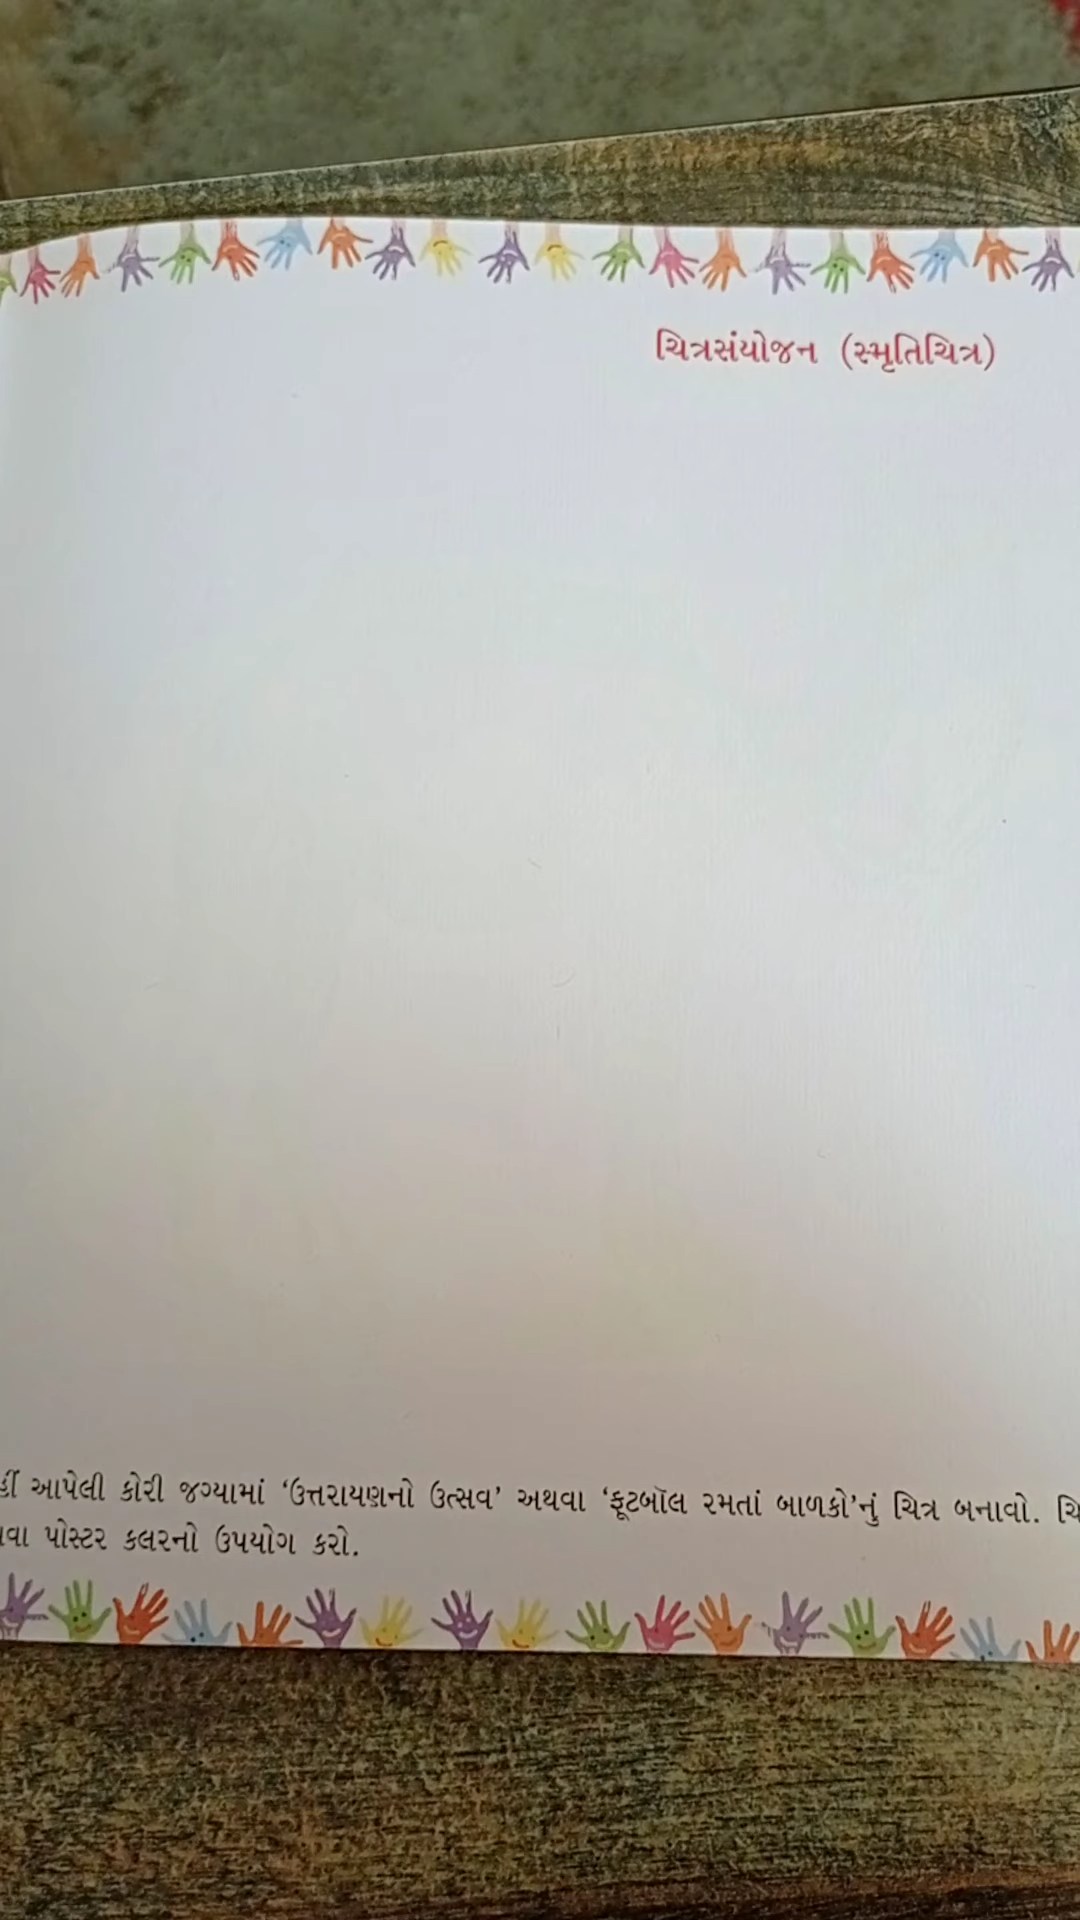 ચિત્રસંયોજન (સ્મૃતિચિત્ર)
આપેલી કોરી જગ્યામાં ‘ઉત્તરાયણનો ઉત્સવ’ અથવા ‘ફૂટબૉલ રમતાં બાળકો’નું ચિત્ર બનાવો.
પોસ્ટર કલરનો ઉપયોગ કરો.